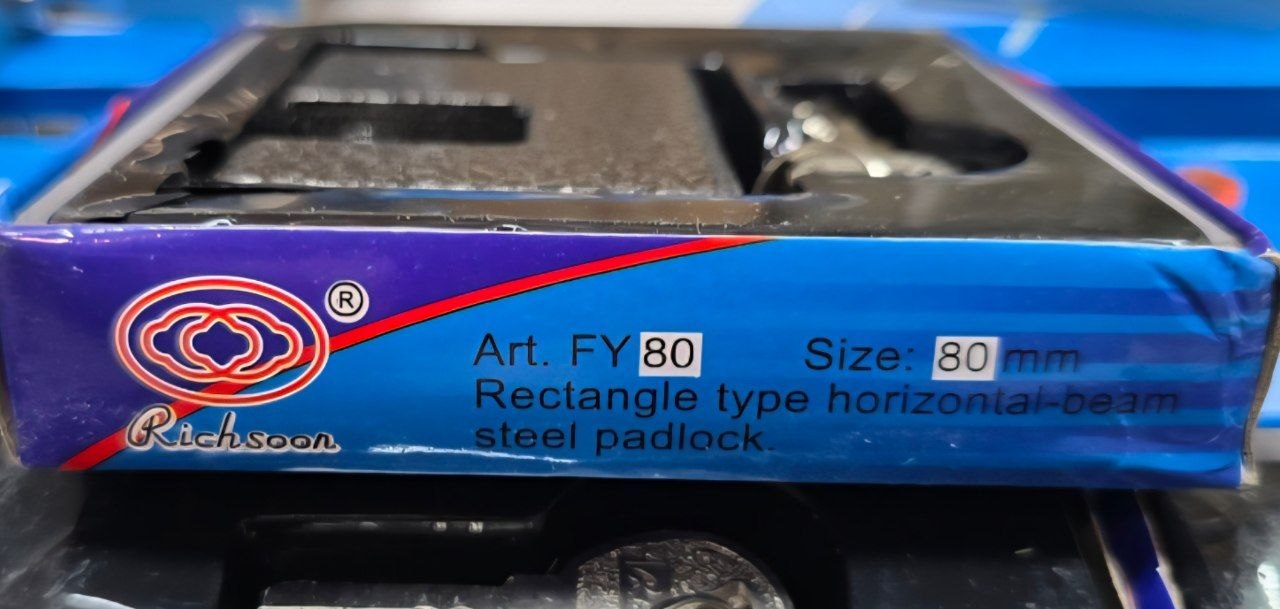 ®
Richsoon
Art. FY 80 Size: 80 mm
Rectangle type horizontal-beam
steel padlock.